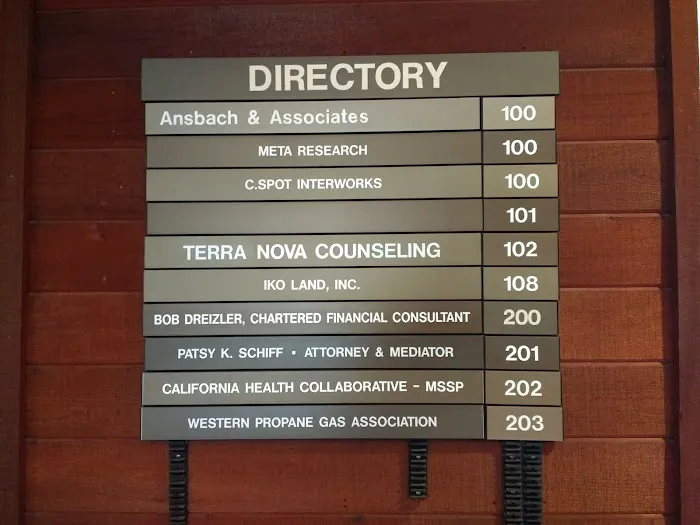 DIRECTORY
Ansbach & Associates 100
META RESEARCH 100
C.SPOT INTERWORKS 100
101
TERRA NOVA COUNSELING 102
IKO LAND, INC. 108
BOB DREIZLER, CHARTERED FINANCIAL CONSULTANT 200
PATSY K. SCHIFF • ATTORNEY & MEDIATOR 201
CALIFORNIA HEALTH COLLABORATIVE - MSSP 202
WESTERN PROPANE GAS ASSOCIATION 203